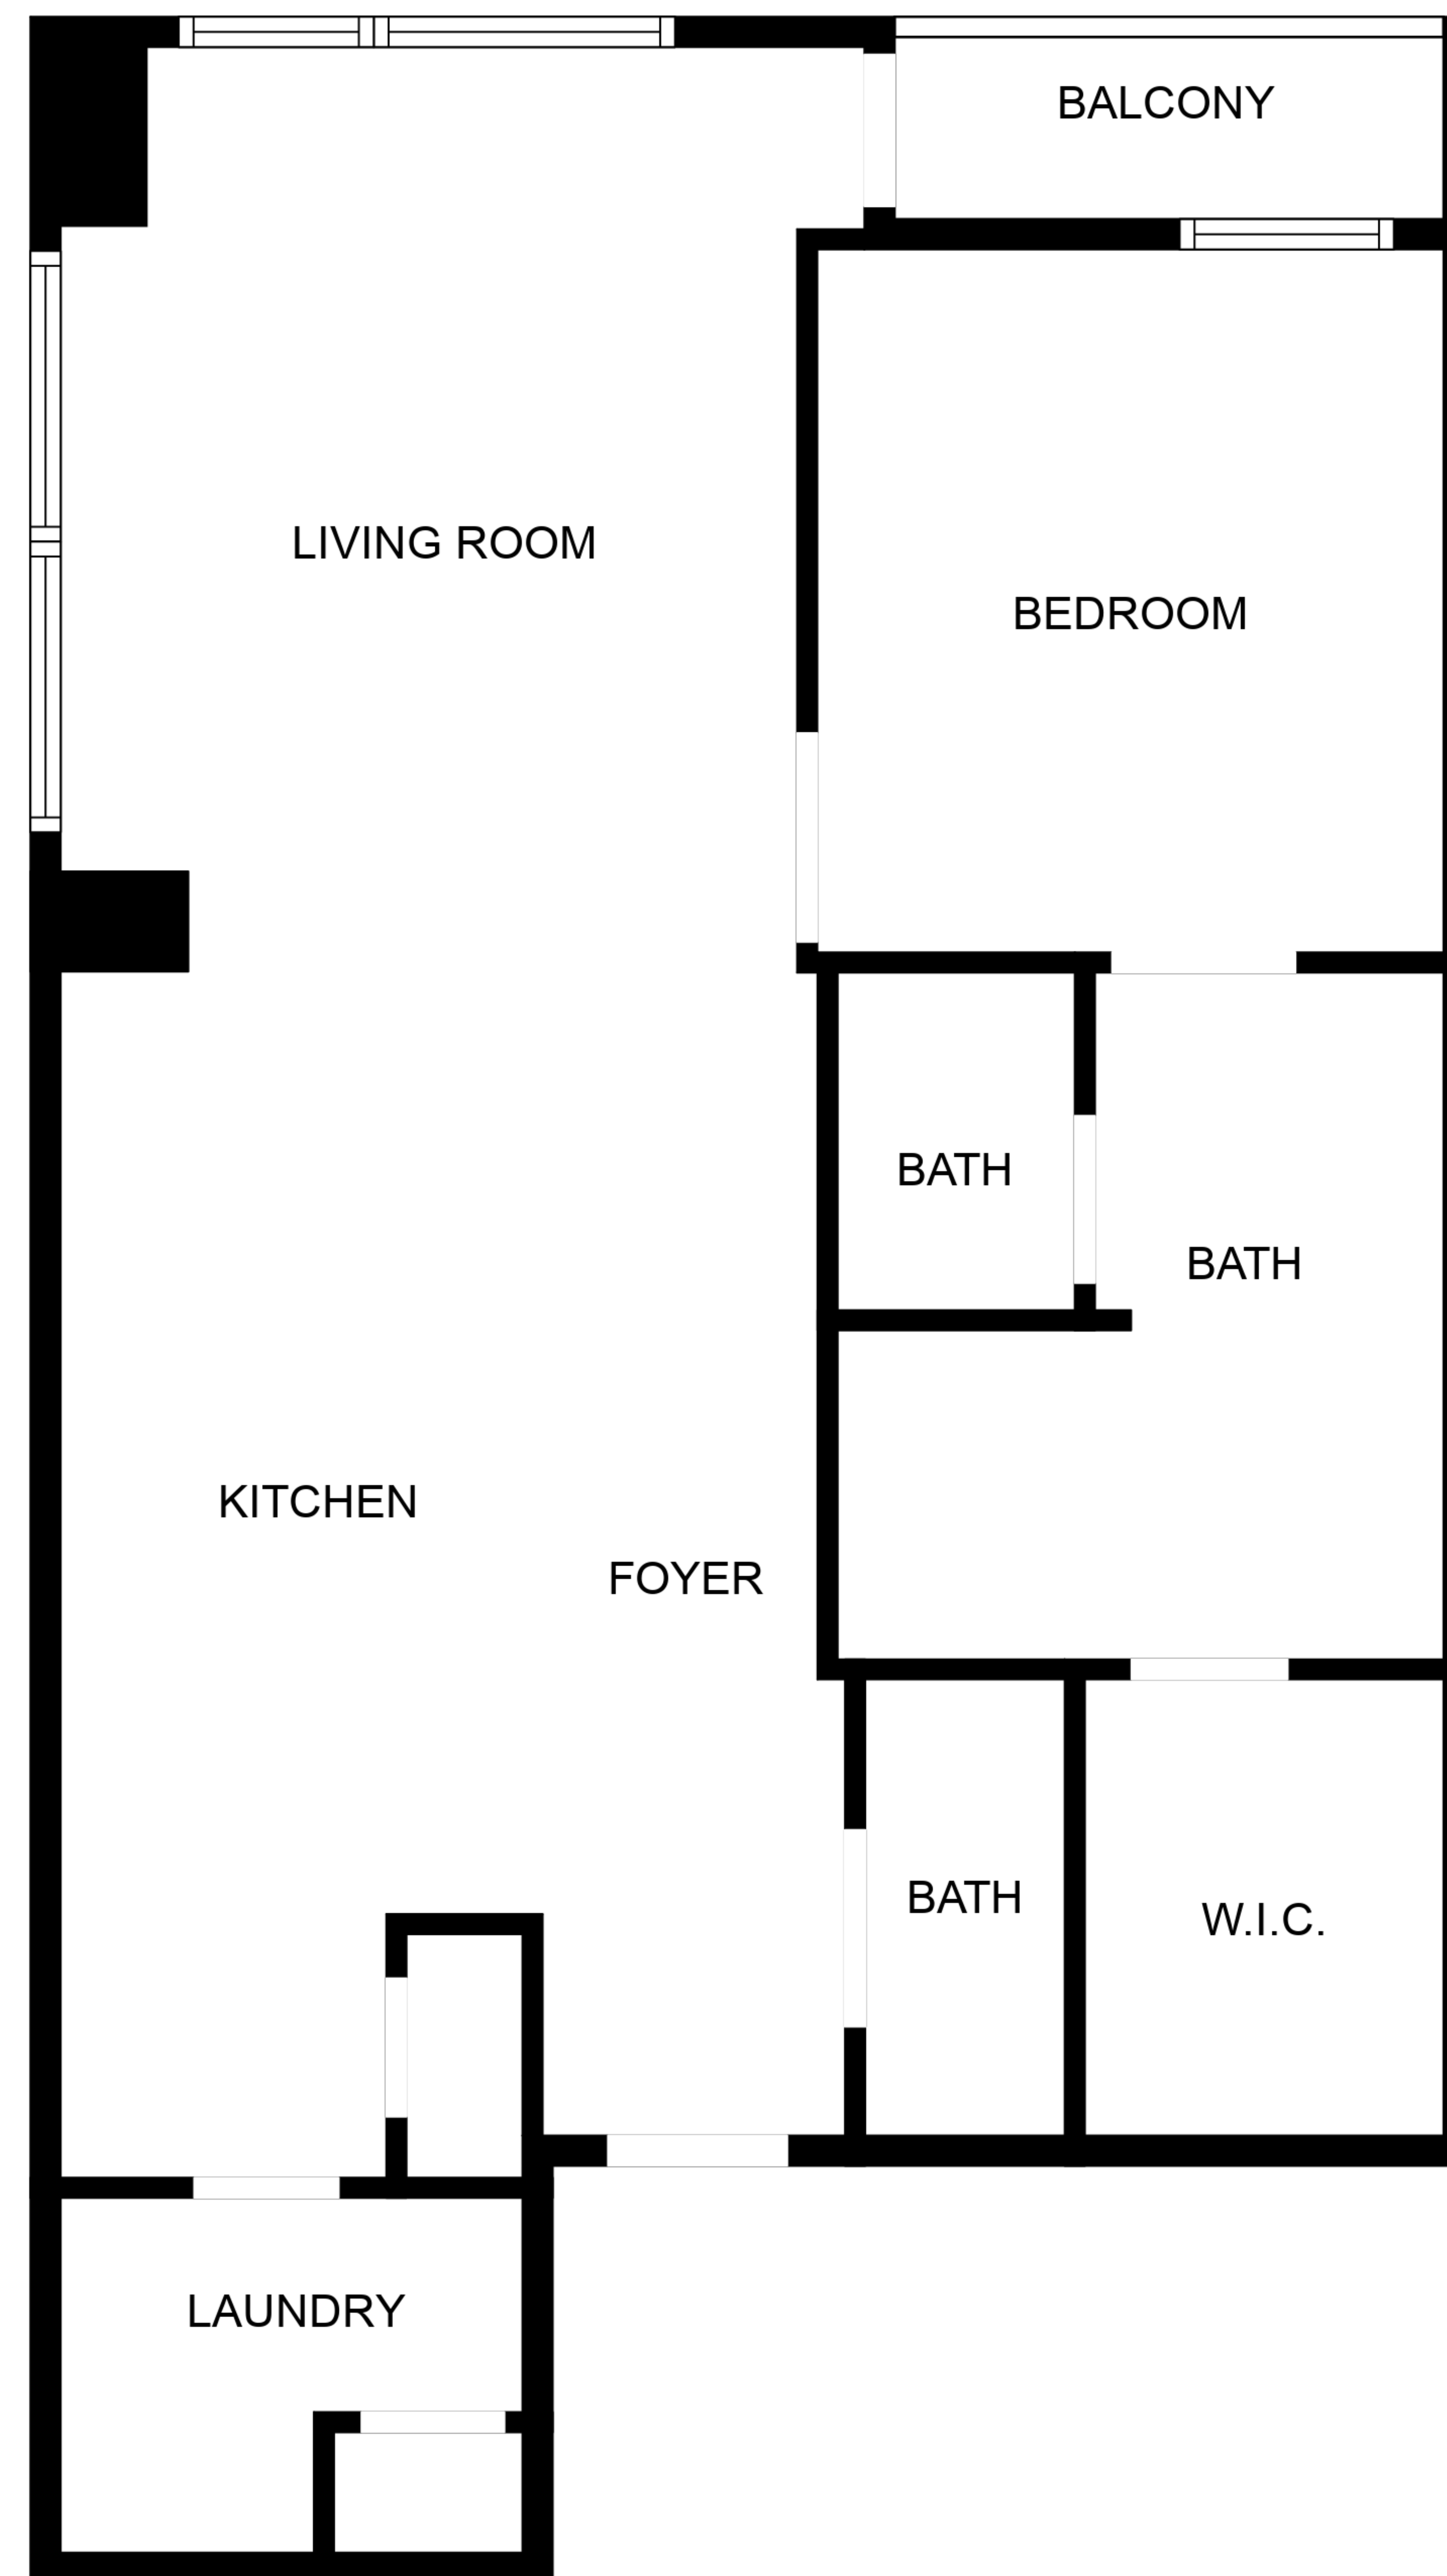 BALCONY
LIVING ROOM
BEDROOM
BATH
BATH
KITCHEN
FOYER
BATH
W.I.C.
LAUNDRY